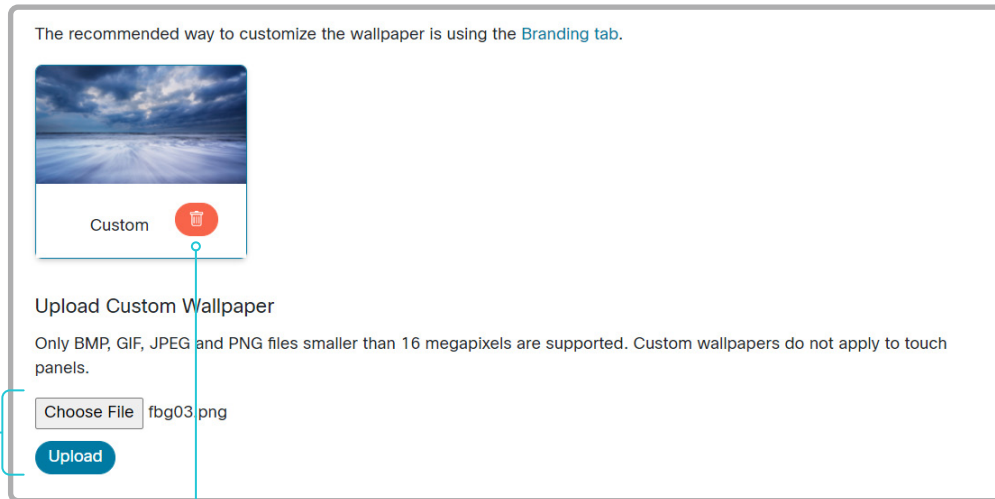 The recommended way to customize the wallpaper is using the Branding tab.
Custom
Upload Custom Wallpaper
Only BMP, GIF, JPEG and PNG files smaller than 16 megapixels are supported. Custom wallpapers do not apply to touch
panels.
Choose File fbg03.png
Upload